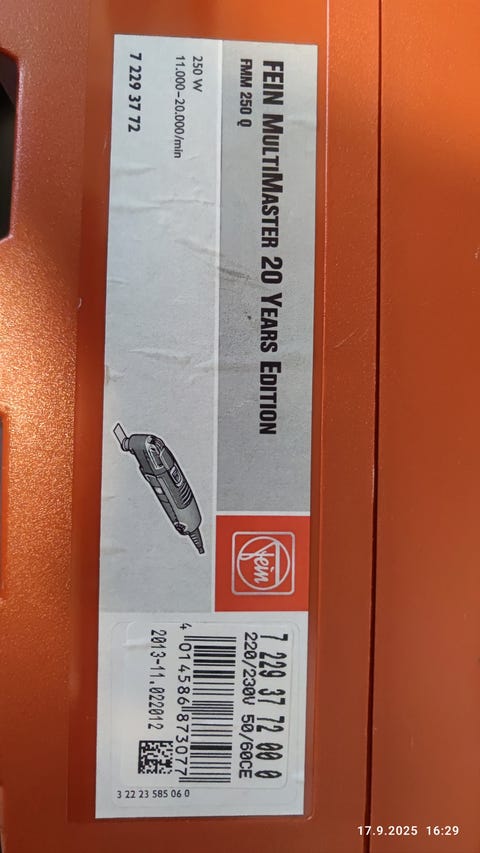 FEIN MULTIMASTER 20 YEARS EDITION
FMM 250 Q
250 W
11.000–20.000/min
7 229 37 72
fein
7 229 37 72 00 0
220/230V 50/60CE
4 014586 873077
2013-11.022012
3 22 23 585 06 0
17.9.2025 16:29